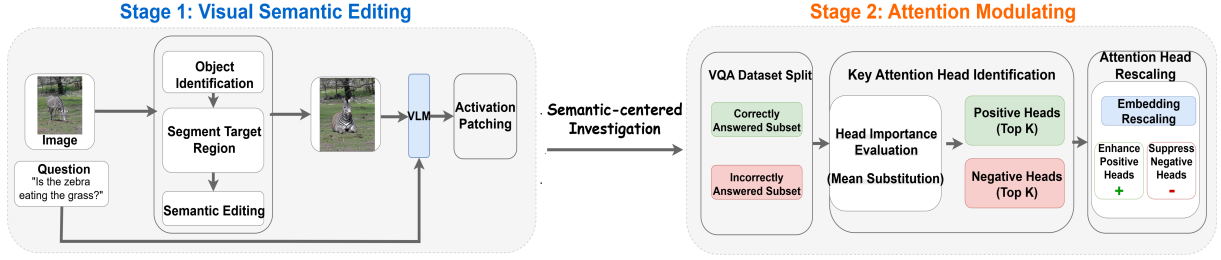 Stage 1: Visual Semantic Editing
Object
Identification
Segment Target
Region
Semantic Editing
Image
Question
"Is the zebra
eating the grass?"
VLM
Activation
Patching
Semantic-centered
Investigation
Stage 2: Attention Modulating
VQA Dataset Split
Correctly
Answered Subset
Incorrectly
Answered Subset
Key Attention Head Identification
Head Importance
Evaluation
(Mean Substitution)
Positive Heads
(Top K)
Negative Heads
(Top K)
Attention Head
Rescaling
Embedding
Rescaling
Enhance
Positive
Heads
+
Suppress
Negative
Heads
-